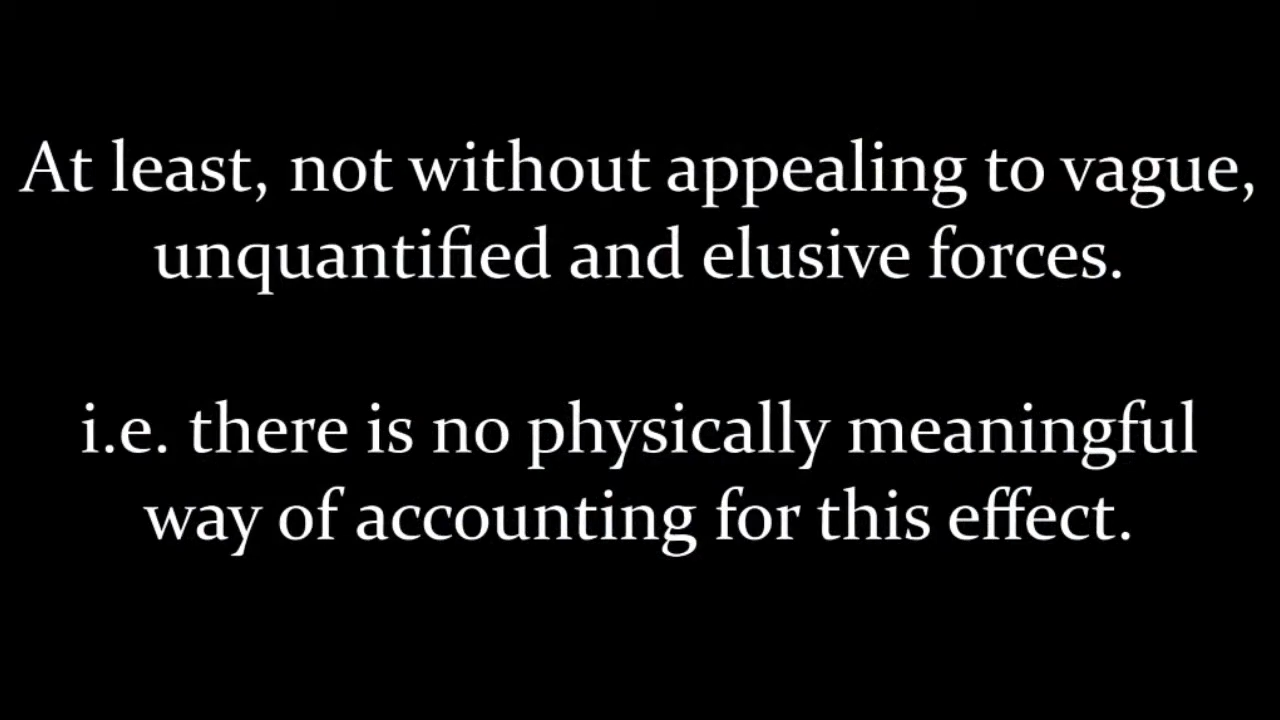 At least, not without appealing to vague,
unquantified and elusive forces.
i.e. there is no physically meaningful
way of accounting for this effect.